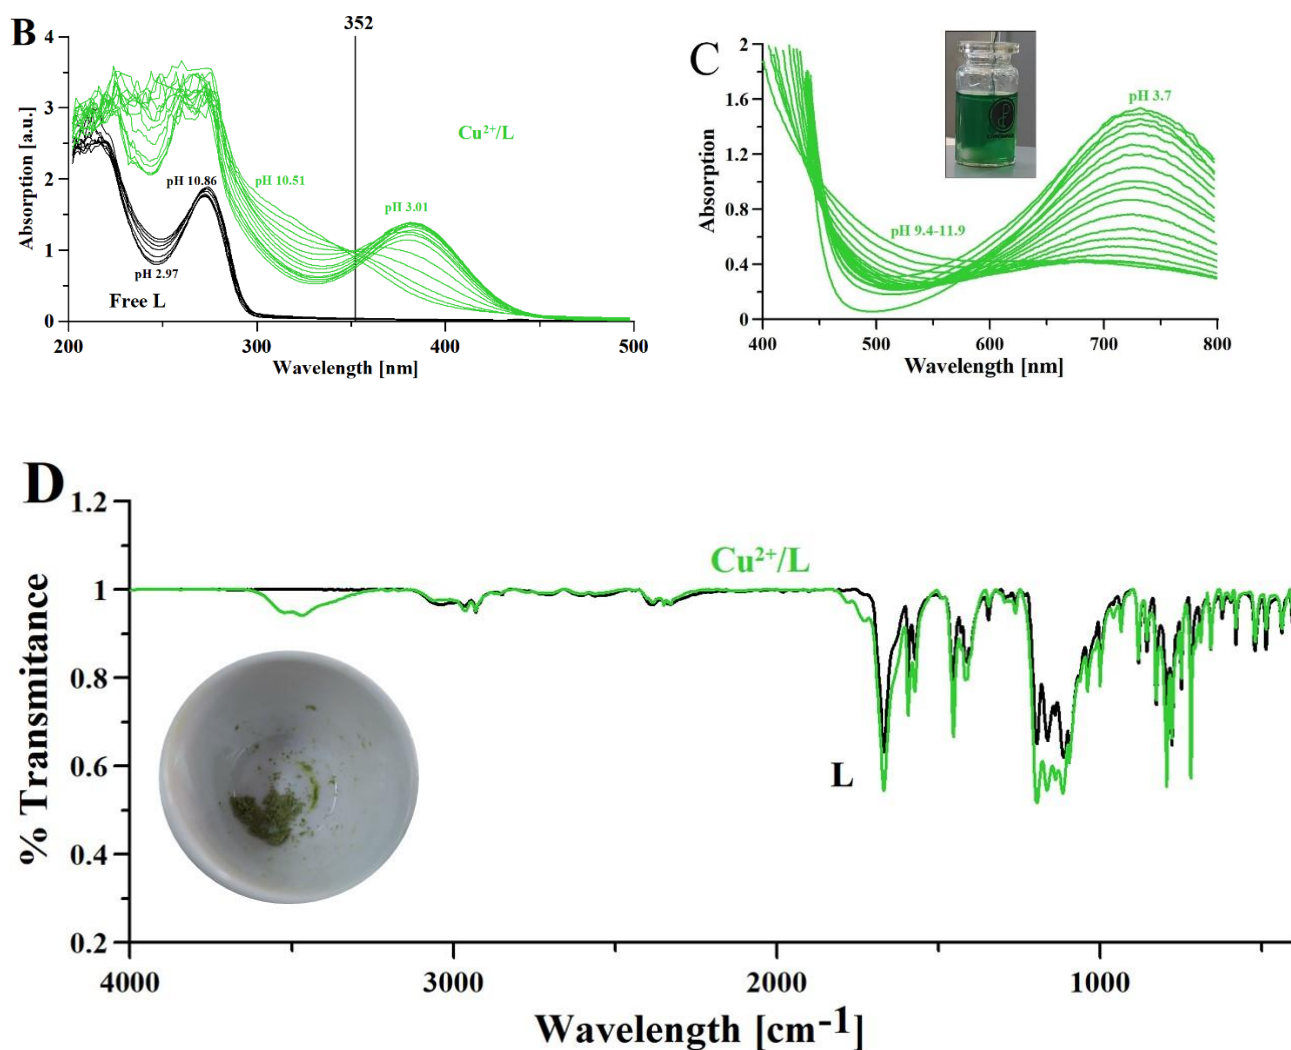 B
352
4
3
2
1
0
Absorption [a.u.]
Cu²⁺/L
pH 10.86
pH 10.51
pH 3.01
pH 2.97
Free L
200
300
400
500
Wavelength [nm]
C
2
1.6
1.2
0.8
0.4
0
Absorption
pH 3.7
pH 9.4-11.9
400
500
600
700
800
Wavelength [nm]
D
1.2
1
0.8
0.6
0.4
0.2
% Transmitance
Cu²⁺/L
L
4000
3000
2000
1000
Wavelength [cm⁻¹]